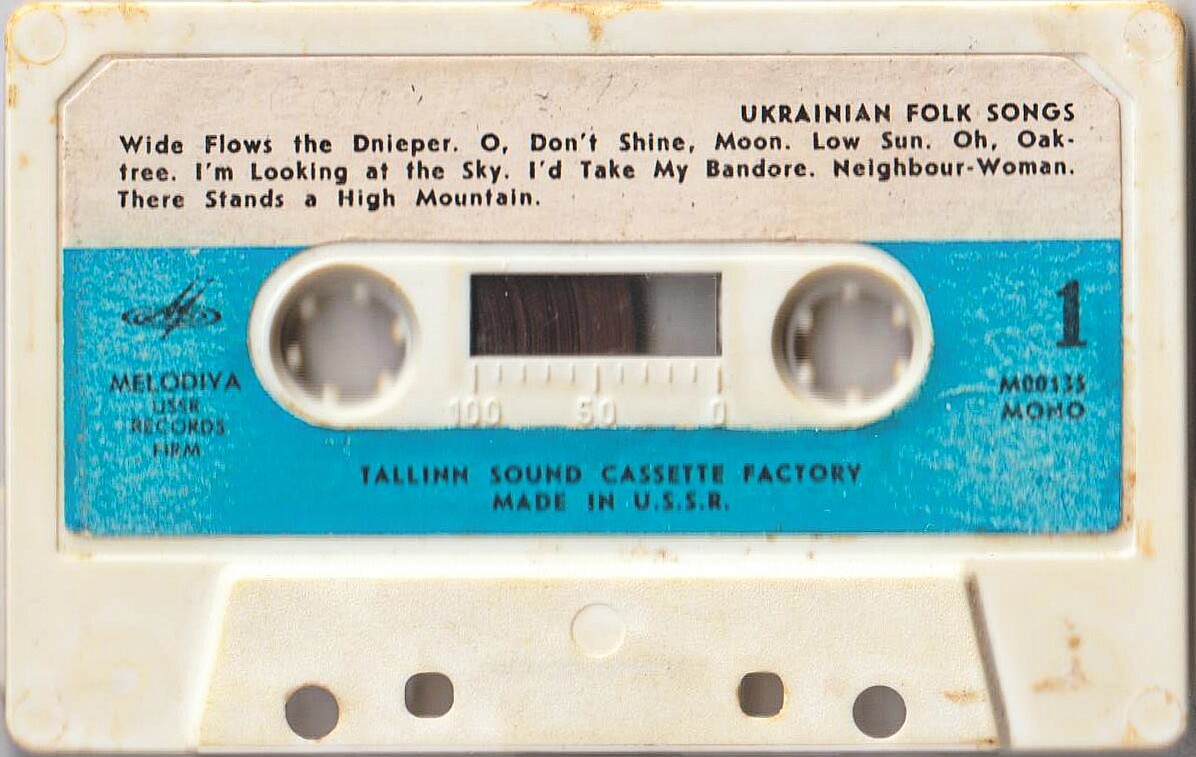 UKRAINIAN FOLK SONGS
Wide Flows the Dnieper. O, Don't Shine, Moon. Low Sun. Oh, Oak-
tree. I'm Looking at the Sky. I'd Take My Bandore. Neighbour-Woman.
There Stands a High Mountain.
1
MELODIYA
USSR
RECORDS
FIRM
M00135
MONO
100 50 0
TALLINN SOUND CASSETTE FACTORY
MADE IN U.S.S.R.